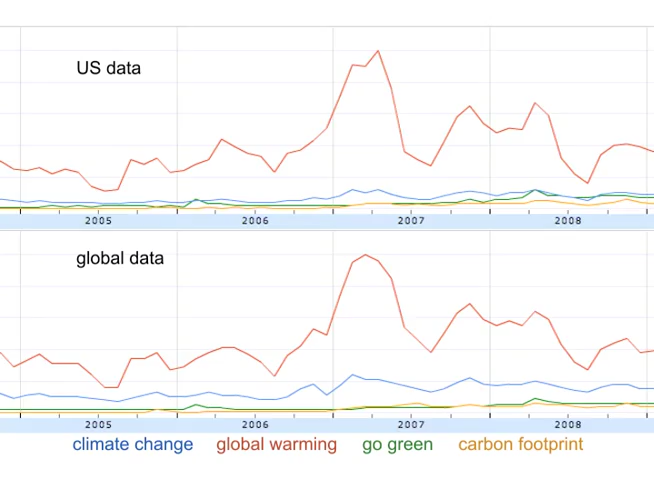 US data
2005 2006 2007 2008
global data
2005 2006 2007 2008
climate change global warming go green carbon footprint